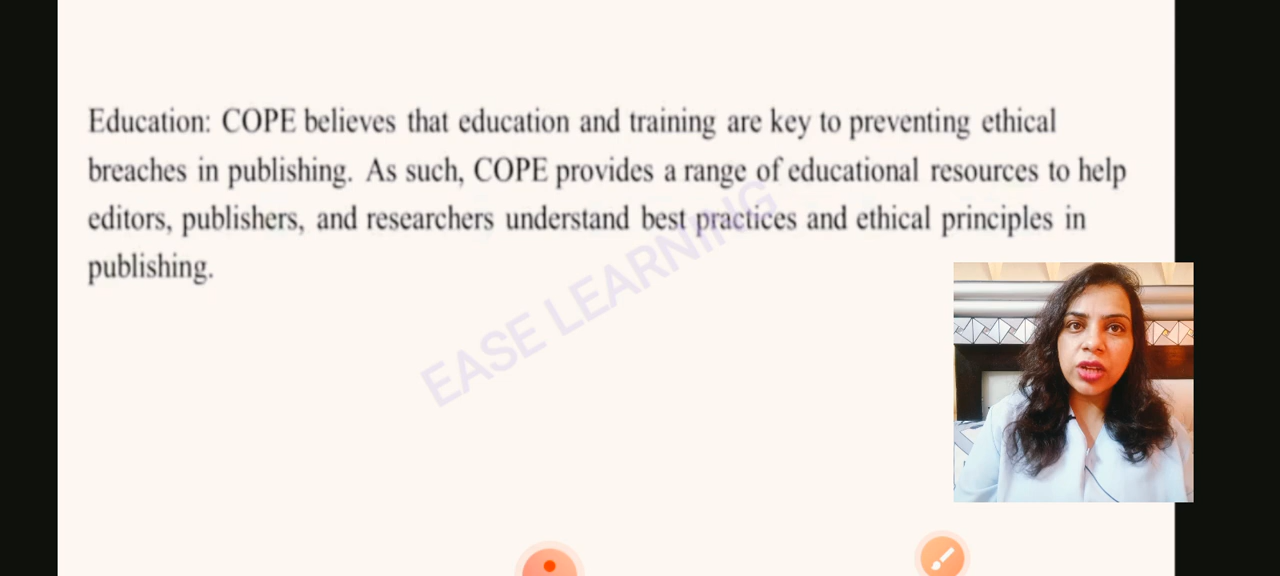 Education: COPE believes that education and training are key to preventing ethical
breaches in publishing. As such, COPE provides a range of educational resources to help
editors, publishers, and researchers understand best practices and ethical principles in
publishing.
EASE LEARNING